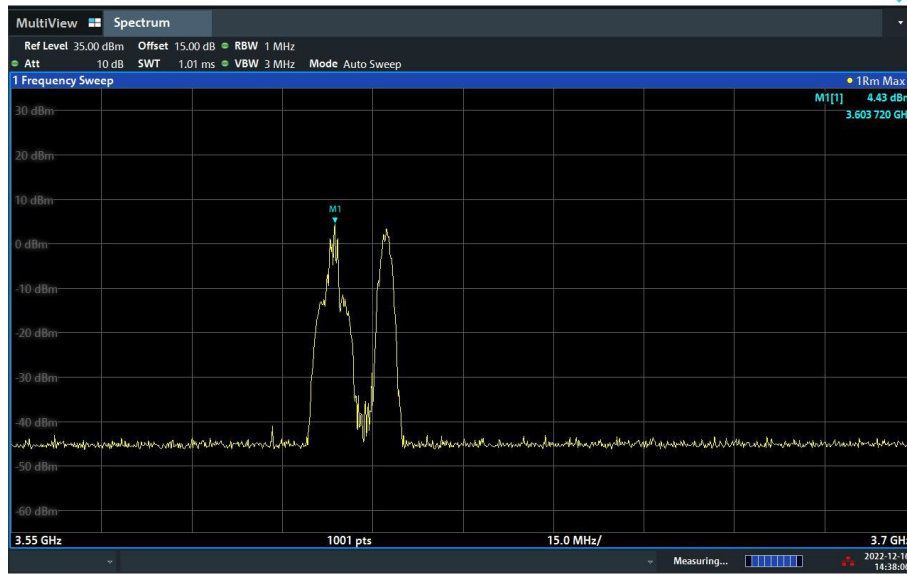 MultiView Spectrum
Ref Level 35.00 dBm Offset 15.00 dB RBW 1 MHz
Att 10 dB SWT 1.01 ms VBW 3 MHz Mode Auto Sweep
1 Frequency Sweep 1Rm Max
M1[1] 4.43 dBm
3.603 720 GH
30 dBm
20 dBm
10 dBm
M1
0 dBm
-10 dBm
-20 dBm
-30 dBm
-40 dBm
-50 dBm
-60 dBm
3.55 GHz 1001 pts 15.0 MHz/ 3.7 GHz
Measuring... 2022-12-16
14:38:06